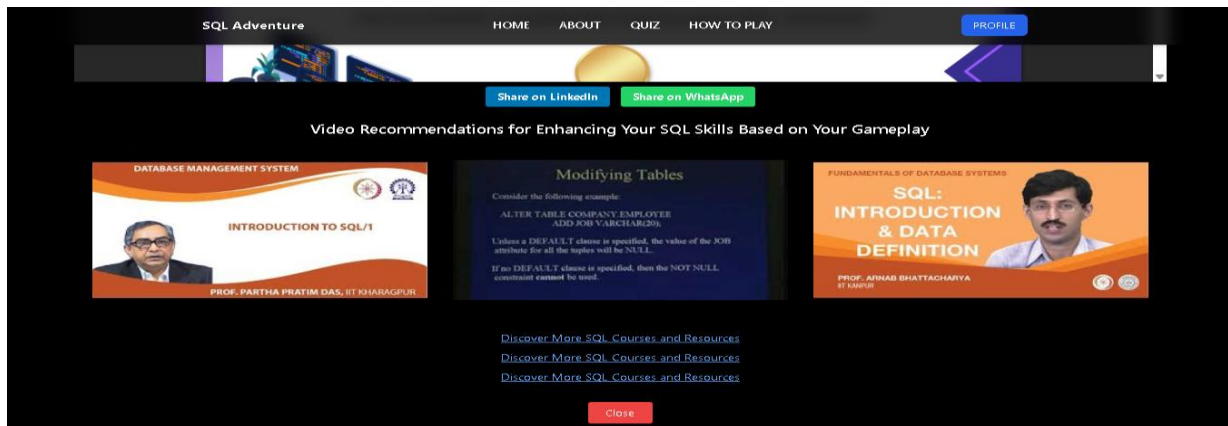 SQL Adventure HOME ABOUT QUIZ HOW TO PLAY PROFILE
Share on LinkedIn Share on WhatsApp
Video Recommendations for Enhancing Your SQL Skills Based on Your Gameplay
DATABASE MANAGEMENT SYSTEM
INTRODUCTION TO SQL/1
PROF. PARTHA PRATIM DAS, IIT KHARAGPUR
Modifying Tables
Consider the following example:
ALTER TABLE COMPANY.EMPLOYEE
ADD JOB VARCHAR(20);
Unless a DEFAULT clause is specified, the value of the JOB
attribute for all the tuples will be NULL.
If no DEFAULT clause is specified, then the NOT NULL
constraint cannot be used.
FUNDAMENTALS OF DATABASE SYSTEMS
SQL:
INTRODUCTION
& DATA
DEFINITION
PROF. ARNAB BHATTACHARYA
IIT KANPUR
Discover More SQL Courses and Resources
Discover More SQL Courses and Resources
Discover More SQL Courses and Resources
Close